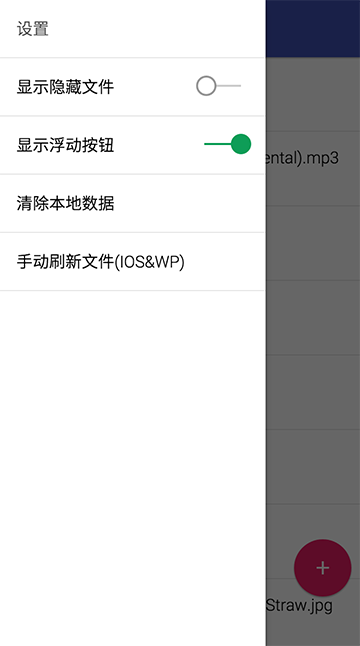 设置
显示隐藏文件
显示浮动按钮
ental).mp3
清除本地数据
手动刷新文件(IOS&WP)
+
Straw.jpg